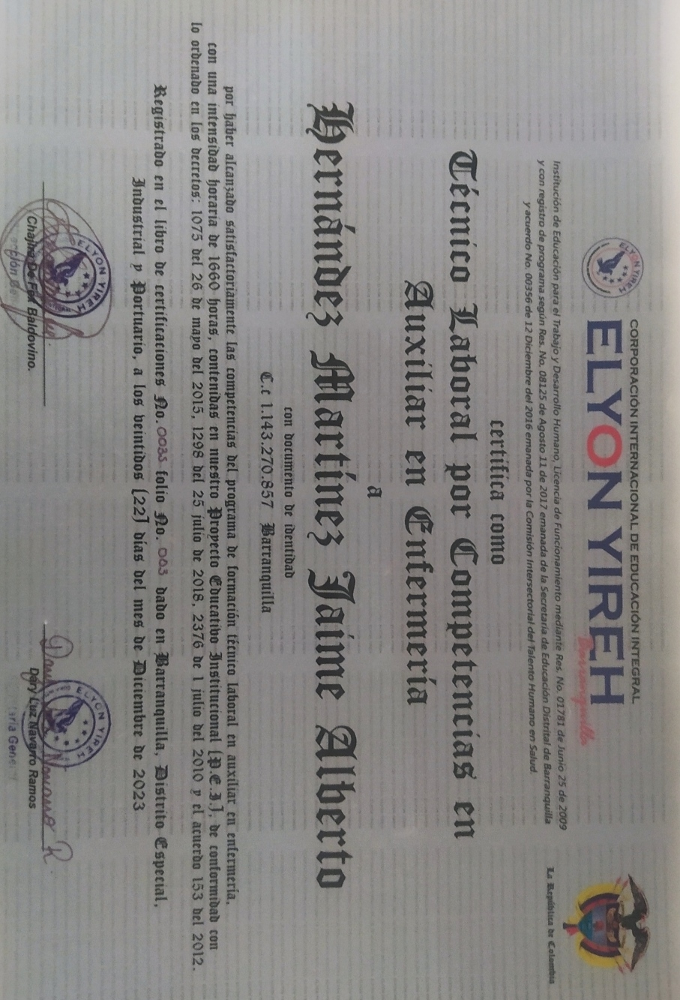 CORPORACIÓN INTERNACIONAL DE EDUCACIÓN INTEGRAL
ELYON YIREH
Barranquilla
ELYON YIREH
La República de Colombia
Institución de Educación para el Trabajo y Desarrollo Humano, Licencia de Funcionamiento mediante Res. No. 01781 de Junio 25 de 2009
y con registro de programa según Res. No. 08125 de Agosto 11 de 2017 emanada de la Secretaría de Educación Distrital de Barranquilla
y acuerdo No. 00356 de 12 Diciembre del 2016 emanada por la Comisión Intersectorial del Talento Humano en Salud.
certifica como
Técnico Laboral por Competencias en
Auxiliar en Enfermería
a
Hernández Martínez Jaime Alberto
con documento de identidad
C.c 1.143.270.857 Barranquilla
por haber alcanzado satisfactoriamente las competencias del programa de formación técnico laboral en auxiliar en enfermería,
con una intensidad horaria de 1660 horas, contenidas en nuestro Proyecto Educativo Institucional (P.E.I.), de conformidad con
lo ordenado en los decretos: 1075 del 26 de mayo del 2015, 1298 del 25 julio de 2018, 2376 de 1 julio del 2010 y el acuerdo 153 del 2012.
Registrado en el libro de certificaciones No. 0035 folio No. 003 dado en Barranquilla, Distrito Especial,
Industrial y Portuario, a los veintidos (22) días del mes de Diciembre de 2023
ELYON YIREH
ELYON YIREH
Chajha De Fex Baldovino.
Dary Luz Navarro R.
Dary Luz Navarro Ramos